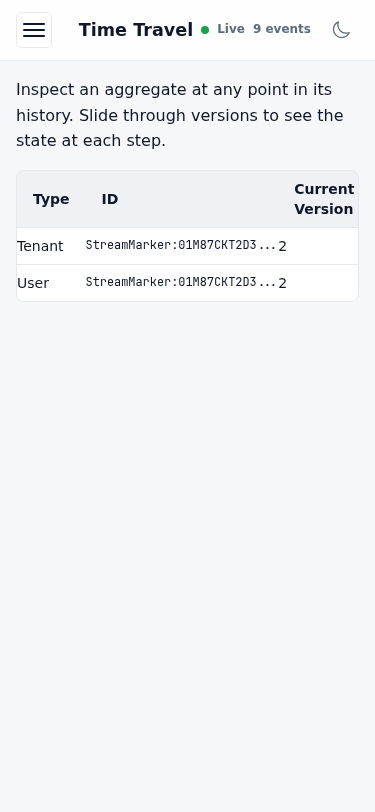 Time Travel Live 9 events
Inspect an aggregate at any point in its
history. Slide through versions to see the
state at each step.
Type ID Current Version
Tenant StreamMarker:01M87CKT2D3... 2
User StreamMarker:01M87CKT2D3... 2